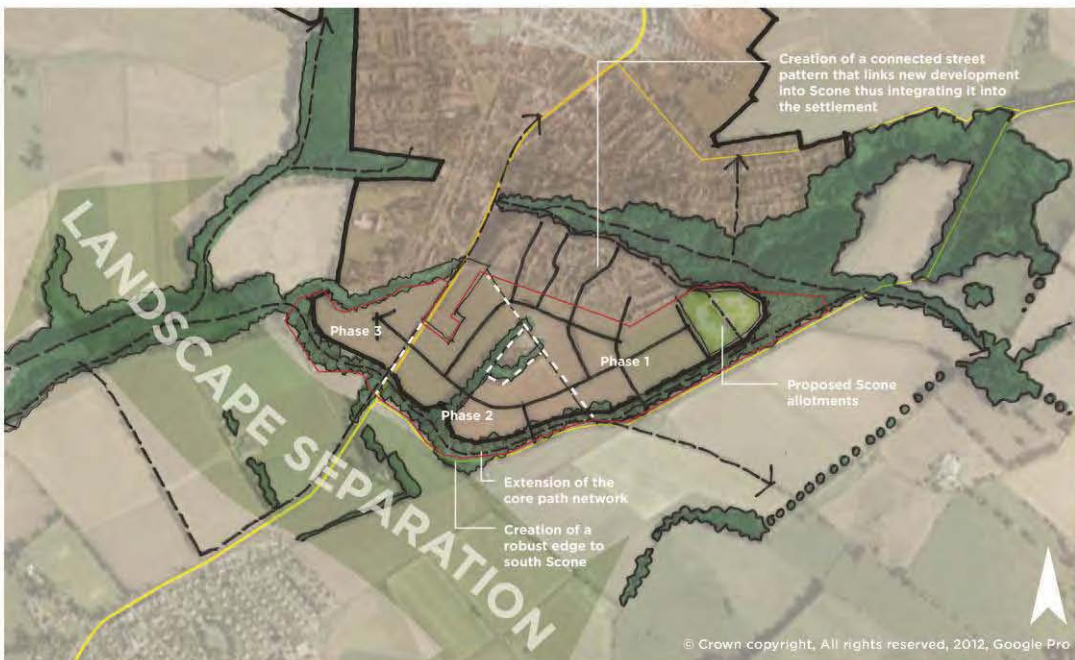 Creation of a connected street
pattern that links new development
into Scone thus integrating it into
the settlement
LANDSCAPE SEPARATION
Phase 3
Phase 1
Proposed Scone
allotments
Phase 2
Extension of the
core path network
Creation of a
robust edge to
south Scone
© Crown copyright, All rights reserved, 2012, Google Pro